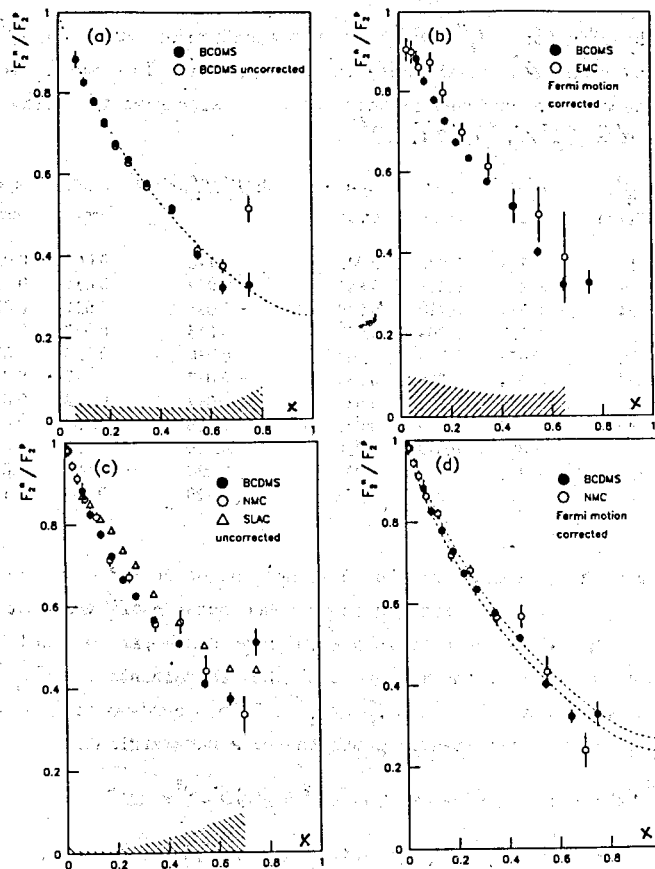 F₂ⁿ / F₂ᵖ
(a)
● BCDMS
○ BCDMS uncorrected
1
0.8
0.6
0.4
0.2
0
0 0.2 0.4 0.6 0.8 1
x
F₂ⁿ / F₂ᵖ
(b)
● BCDMS
○ EMC
Fermi motion
corrected
1
0.8
0.6
0.4
0.2
0
0 0.2 0.4 0.6 0.8 1
x
F₂ⁿ / F₂ᵖ
(c)
● BCDMS
○ NMC
△ SLAC
uncorrected
1
0.8
0.6
0.4
0.2
0
0 0.2 0.4 0.6 0.8 1
x
(d)
● BCDMS
○ NMC
Fermi motion
corrected
1
0.8
0.6
0.4
0.2
0
0 0.2 0.4 0.6 0.8
x